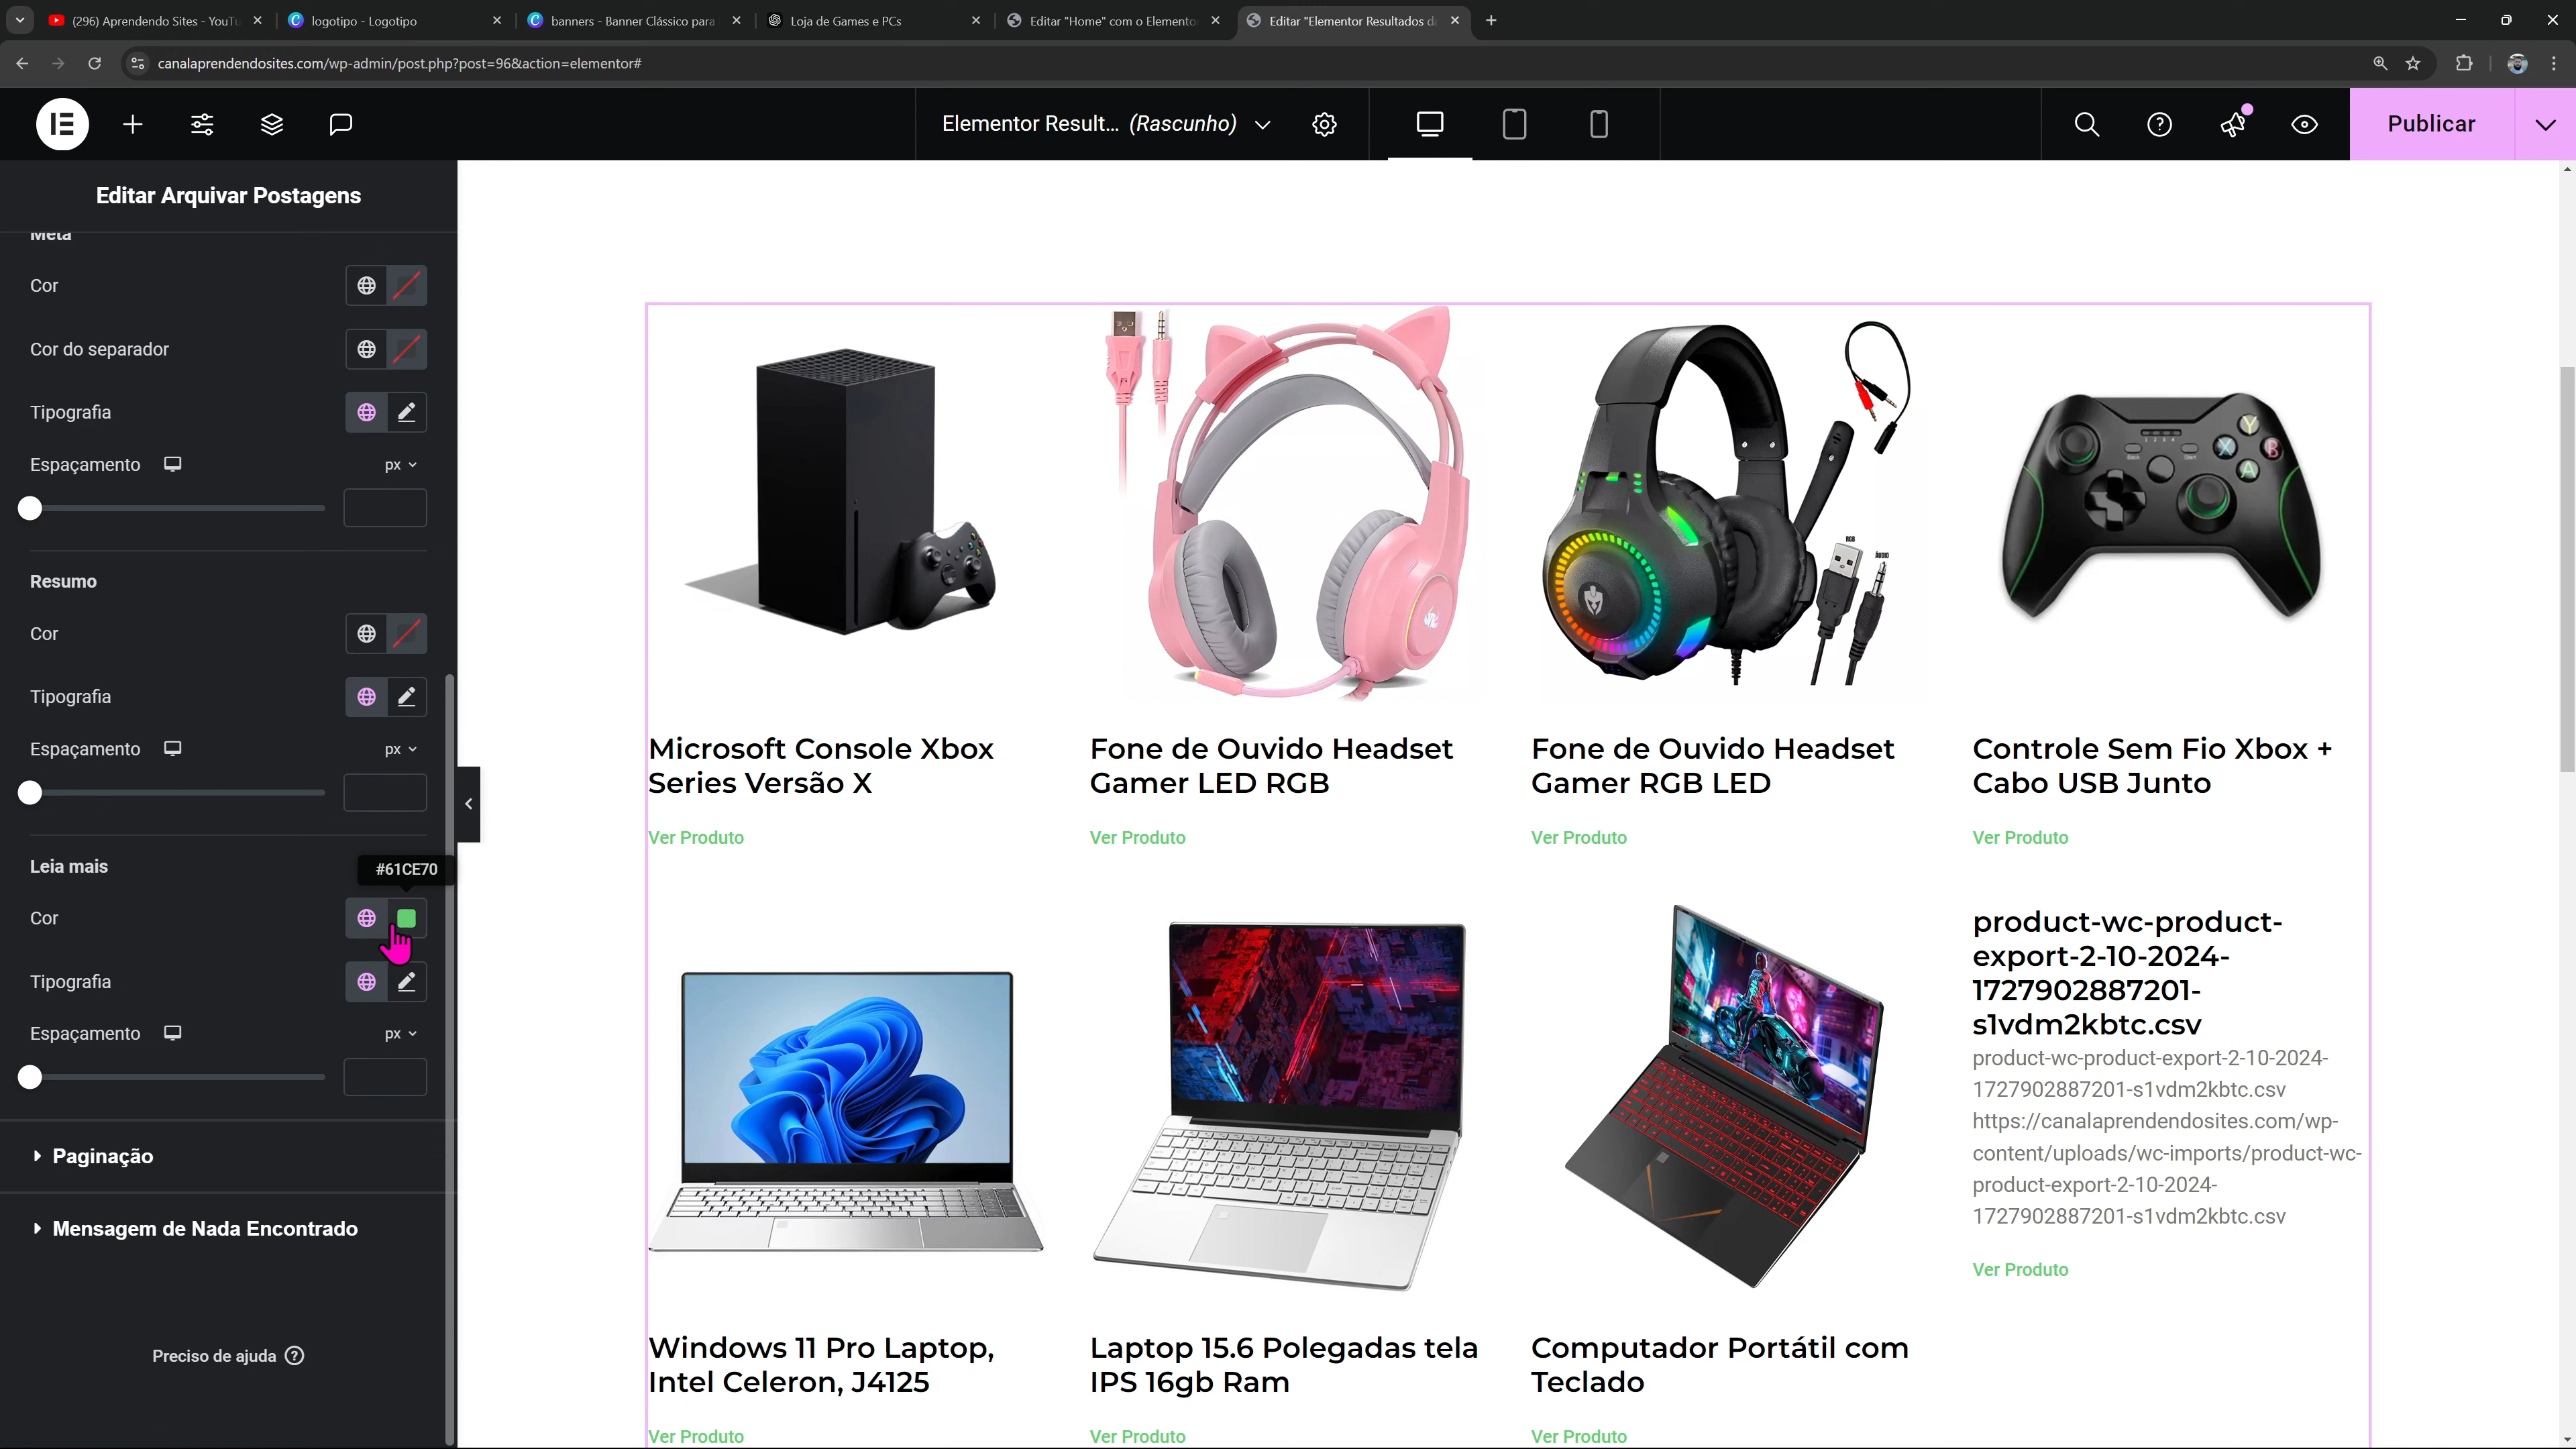 (296) Aprendendo Sites - YouTu
logotipo - Logotipo
banners - Banner Clássico para
Loja de Games e PCs
Editar "Home" com o Elemento
Editar "Elementor Resultados da
canalaprendendosites.com/wp-admin/post.php?post=96&action=elementor#
Elementor Result... (Rascunho)
Publicar
Editar Arquivar Postagens
Meta
Cor
Cor do separador
Tipografia
Espaçamento px
Resumo
Cor
Tipografia
Espaçamento px
Leia mais
#61CE70
Cor
Tipografia
Espaçamento px
Paginação
Mensagem de Nada Encontrado
Preciso de ajuda
RGB
ÁUDIO
Y
X
B
A
Microsoft Console Xbox
Series Versão X
Ver Produto
Fone de Ouvido Headset
Gamer LED RGB
Ver Produto
Fone de Ouvido Headset
Gamer RGB LED
Ver Produto
Controle Sem Fio Xbox +
Cabo USB Junto
Ver Produto
product-wc-product-
export-2-10-2024-
1727902887201-
s1vdm2kbtc.csv
product-wc-product-export-2-10-2024-
1727902887201-s1vdm2kbtc.csv
https://canalaprendendosites.com/wp-
content/uploads/wc-imports/product-wc-
product-export-2-10-2024-
1727902887201-s1vdm2kbtc.csv
Ver Produto
Windows 11 Pro Laptop,
Intel Celeron, J4125
Ver Produto
Laptop 15.6 Polegadas tela
IPS 16gb Ram
Ver Produto
Computador Portátil com
Teclado
Ver Produto